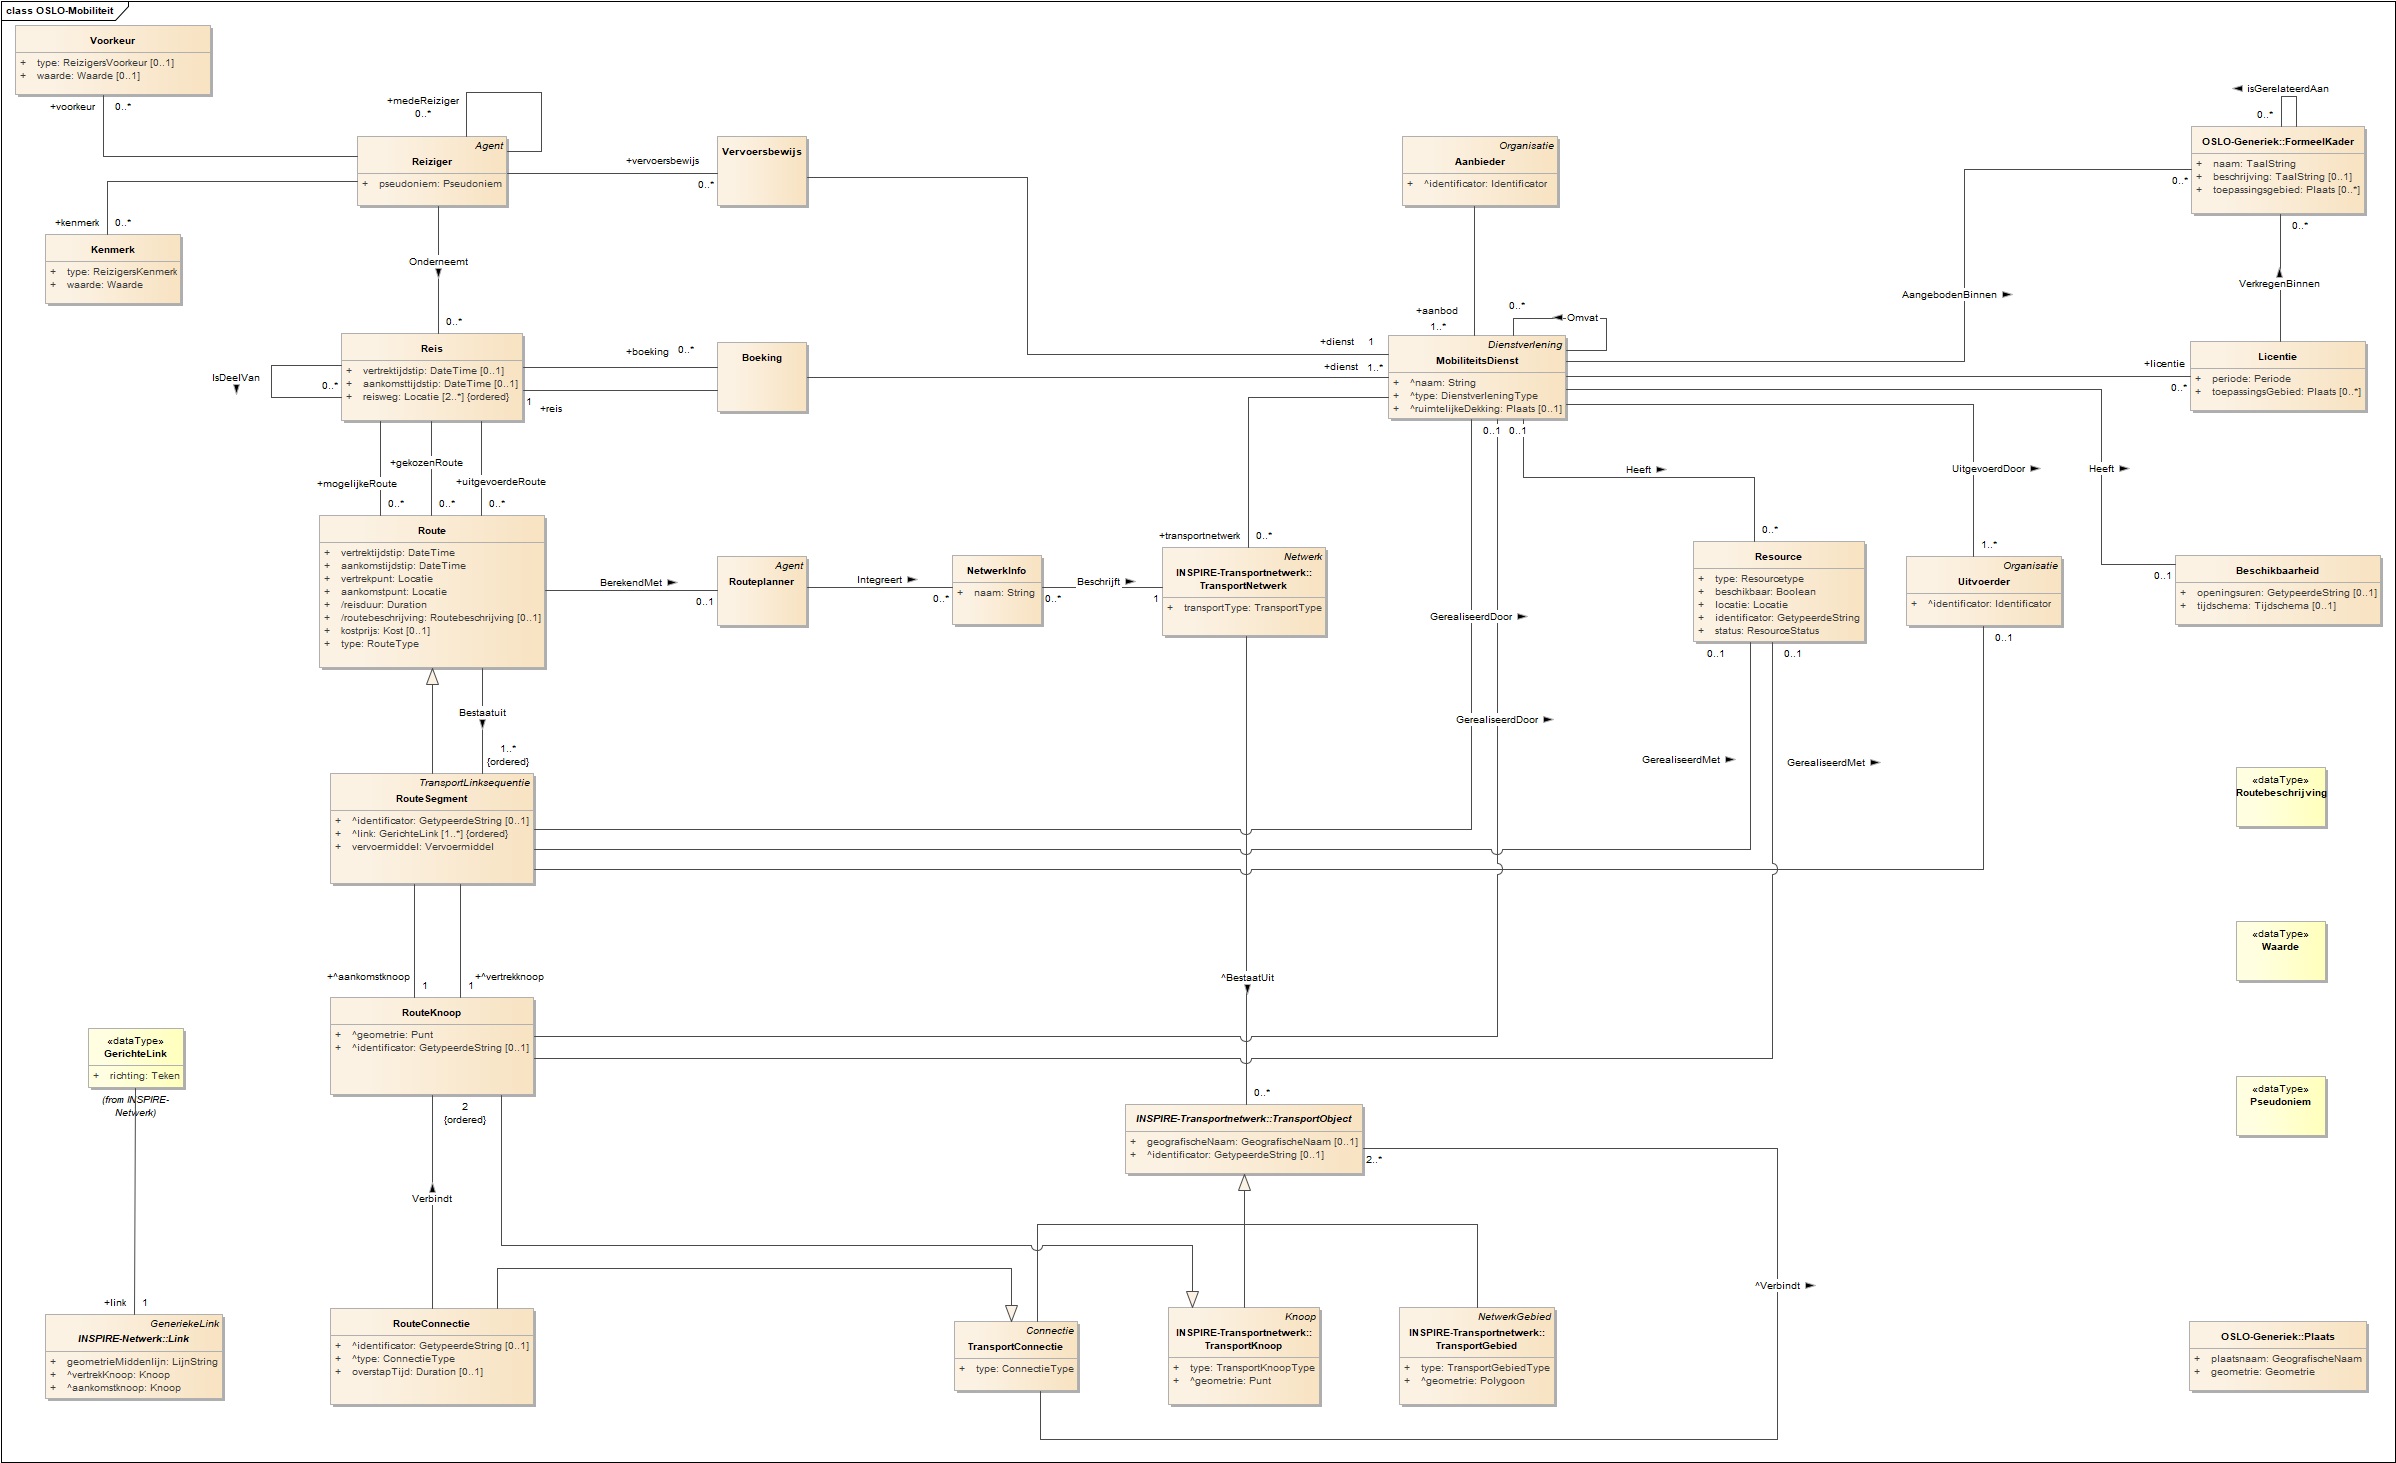 class OSLO-Mobiliteit
Voorkeur
+ type: ReizigersVoorkeur [0..1]
+ waarde: Waarde [0..1]
+voorkeur 0..*
+medeReiziger
0..*
Agent
Reiziger
+ pseudoniem: Pseudoniem
+vervoersbewijs
0..*
Vervoersbewijs
Organisatie
Aanbieder
+ ^identificator: Identificator
◄ isGerelateerdAan
0..*
OSLO-Generiek::FormeelKader
+ naam: TaalString
+ beschrijving: TaalString [0..1]
+ toepassingsgebied: Plaats [0..*]
0..*
0..*
+kenmerk 0..*
Kenmerk
+ type: ReizigersKenmerk
+ waarde: Waarde
Onderneemt
0..*
AangebodenBinnen ►
VerkregenBinnen
+aanbod
1..*
0..*
◄ Omvat
+dienst 1
+dienst 1..*
Reis
+ vertrektijdstip: DateTime [0..1]
+ aankomsttijdstip: DateTime [0..1]
+ reisweg: Locatie [2..*] {ordered}
IsDeelVan
0..*
+boeking 0..*
1
+reis
Boeking
Dienstverlening
MobiliteitsDienst
+ ^naam: String
+ ^type: DienstverleningType
+ ^ruimtelijkeDekking: Plaats [0..1]
+licentie
0..*
Licentie
+ periode: Periode
+ toepassingsGebied: Plaats [0..*]
0..1 0..1
+gekozenRoute
+mogelijkeRoute
+uitgevoerdeRoute
0..* 0..* 0..*
Heeft ►
UitgevoerdDoor ►
Heeft ►
Route
+ vertrektijdstip: DateTime
+ aankomstijdstip: DateTime
+ vertrekpunt: Locatie
+ aankomstpunt: Locatie
+ /reisduur: Duration
+ /routebeschrijving: Routebeschrijving [0..1]
+ kostprijs: Kost [0..1]
+ type: RouteType
BerekendMet ►
0..1
Agent
Routeplanner
Integreert ►
0..*
NetwerkInfo
+ naam: String
Beschrijft ►
0..*
1
+transportnetwerk 0..*
Netwerk
INSPIRE-Transportnetwerk::
TransportNetwerk
+ transportType: TransportType
0..*
Resource
+ type: Resourcetype
+ beschikbaar: Boolean
+ locatie: Locatie
+ identificator: GetypeerdeString
+ status: ResourceStatus
0..1 0..1
1..*
Organisatie
Uitvoerder
+ ^identificator: Identificator
0..1
0..1
Beschikbaarheid
+ openingsuren: GetypeerdeString [0..1]
+ tijdschema: Tijdschema [0..1]
GerealiseerdDoor ►
GerealiseerdDoor ►
GerealiseerdMet ►
GerealiseerdMet ►
Bestaatuit
1..*
{ordered}
TransportLinksequentie
RouteSegment
+ ^identificator: GetypeerdeString [0..1]
+ ^link: GerichteLink [1..*] {ordered}
+ vervoermiddel: Vervoermiddel
«dataType»
Routebeschrijving
«dataType»
Waarde
+^aankomstknoop
1
+^vertrekknoop
1
^BestaatUit
RouteKnoop
+ ^geometrie: Punt
+ ^identificator: GetypeerdeString [0..1]
2
{ordered}
«dataType»
GerichteLink
+ richting: Teken
(from INSPIRE-
Netwerk)
0..*
INSPIRE-Transportnetwerk::TransportObject
+ geografischeNaam: GeografischeNaam [0..1]
+ ^identificator: GetypeerdeString [0..1]
2..*
«dataType»
Pseudoniem
Verbindt
^Verbindt ►
+link 1
GeneriekeLink
INSPIRE-Netwerk::Link
+ geometrieMiddenlijn: LijnString
+ ^vertrekKnoop: Knoop
+ ^aankomstknoop: Knoop
RouteConnectie
+ ^identificator: GetypeerdeString [0..1]
+ ^type: ConnectieType
+ overstapTijd: Duration [0..1]
Connectie
TransportConnectie
+ type: ConnectieType
Knoop
INSPIRE-Transportnetwerk::
TransportKnoop
+ type: TransportKnoopType
+ ^geometrie: Punt
NetwerkGebied
INSPIRE-Transportnetwerk::
TransportGebied
+ type: TransportGebiedType
+ ^geometrie: Polygoon
OSLO-Generiek::Plaats
+ plaatsnaam: GeografischeNaam
+ geometrie: Geometrie